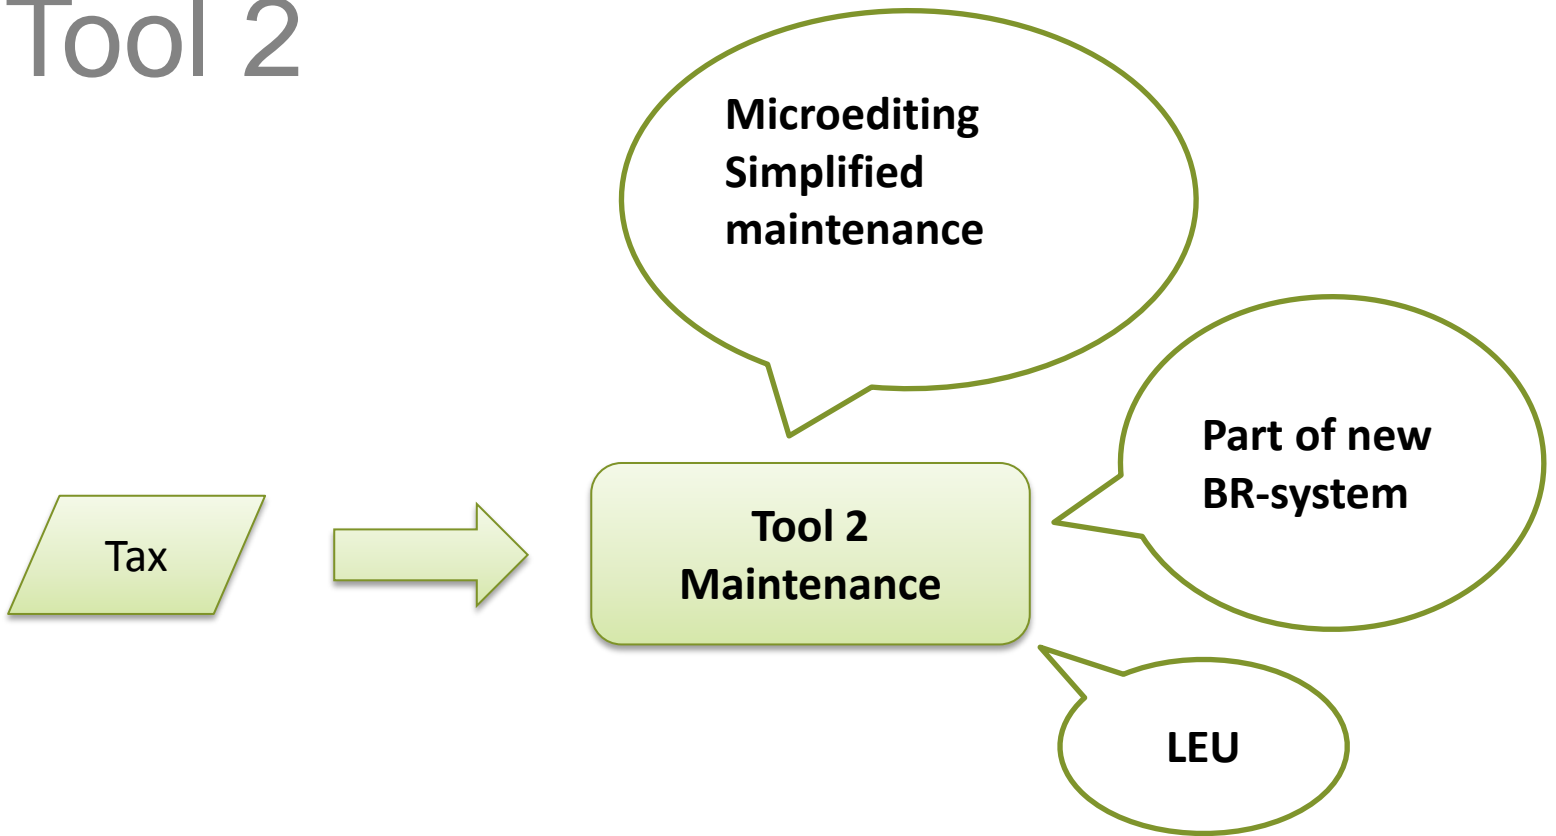 Tool 2
Microediting
Simplified
maintenance
Part of new
BR-system
Tax
Tool 2
Maintenance
LEU